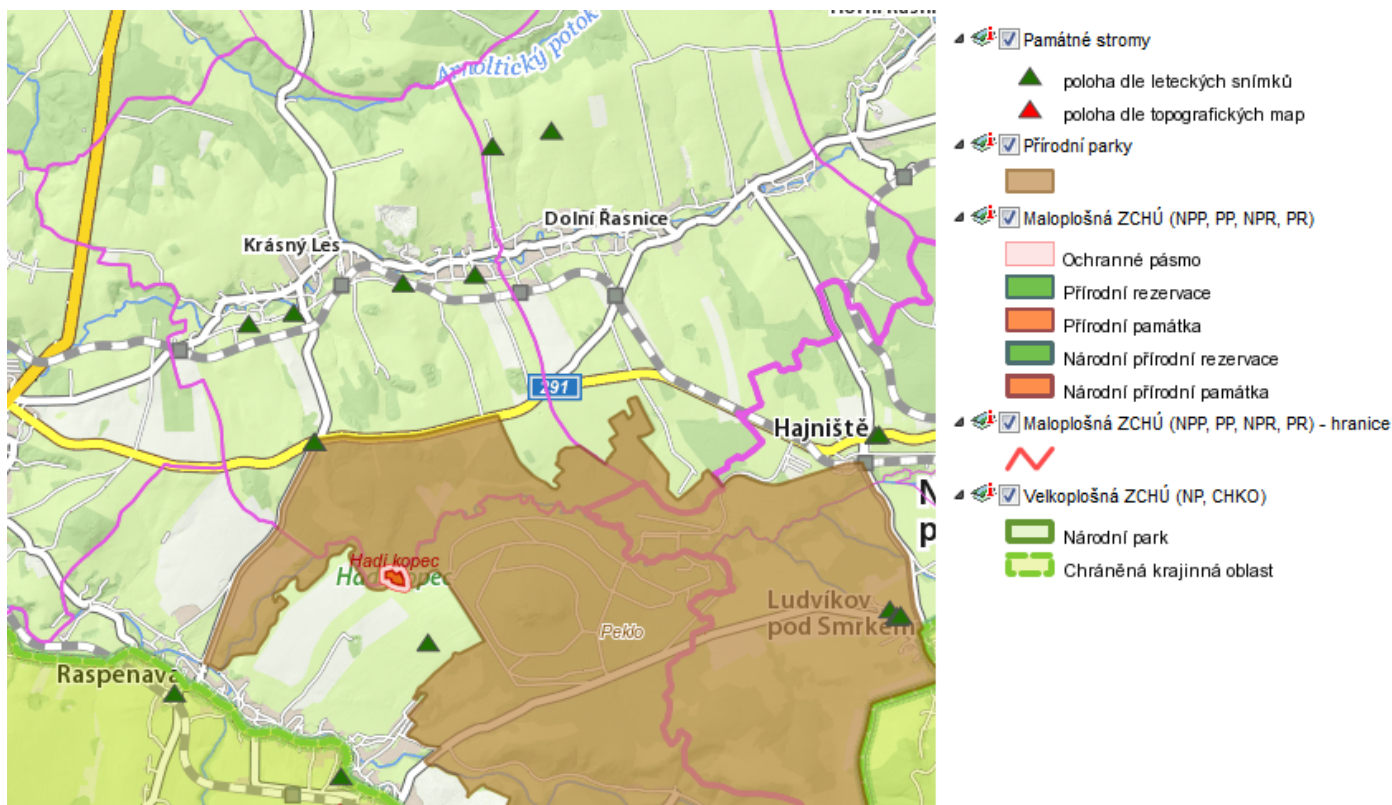 Arnoltický potok
Dolní Řasnice
Krásný Les
291
Hajniště
Hadí kopec
Hadí kopec
Ludvíkov
pod Smrkem
Peklo
Raspenava
N
p
Památné stromy
poloha dle leteckých snímků
poloha dle topografických map
Přírodní parky
Maloplošná ZCHÚ (NPP, PP, NPR, PR)
Ochranné pásmo
Přírodní rezervace
Přírodní památka
Národní přírodní rezervace
Národní přírodní památka
Maloplošná ZCHÚ (NPP, PP, NPR, PR) - hranice
Velkoplošná ZCHÚ (NP, CHKO)
Národní park
Chráněná krajinná oblast